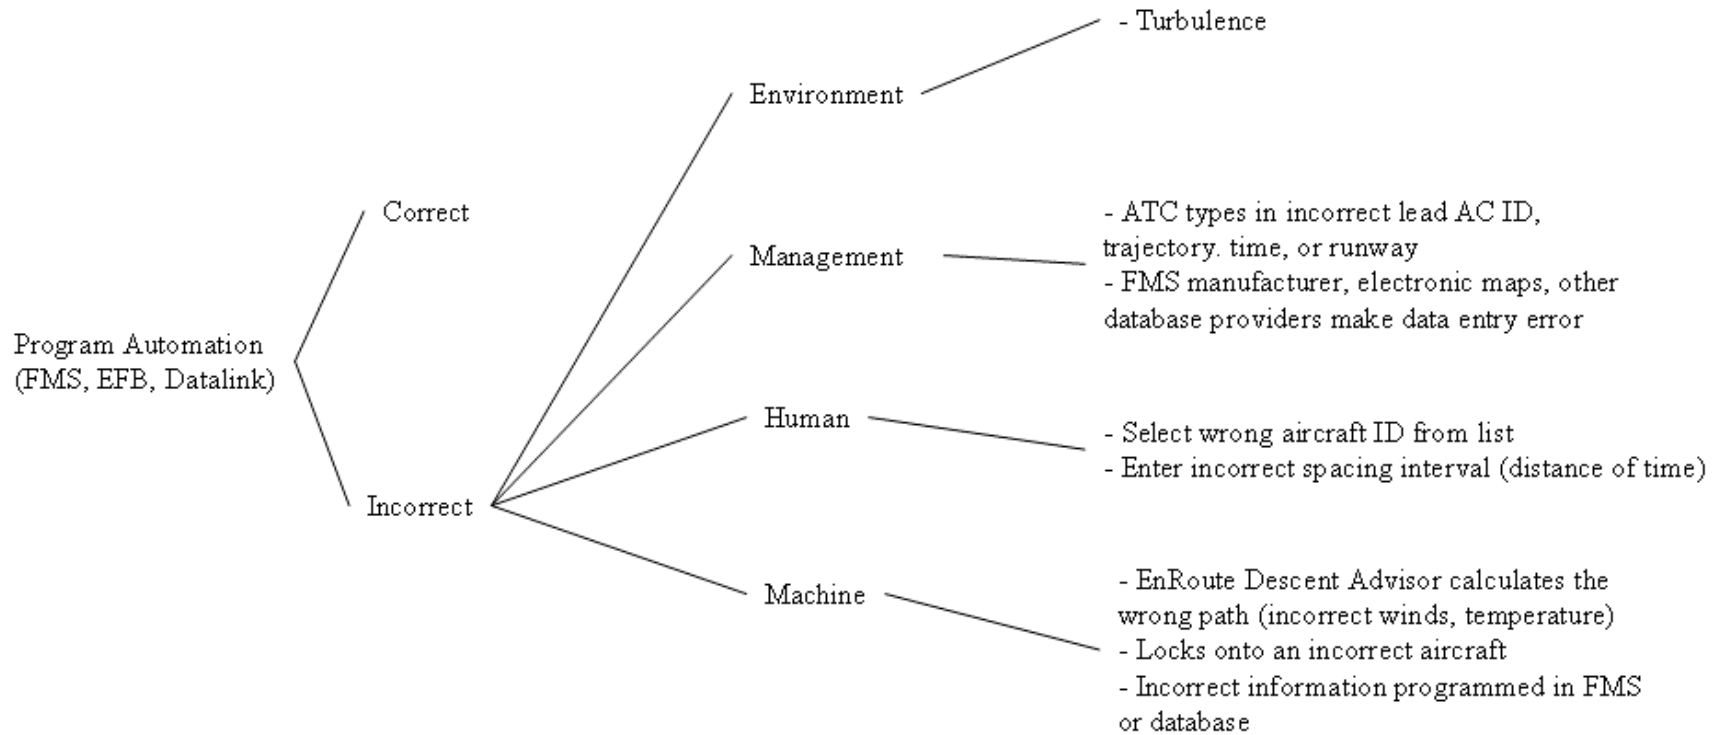 - Turbulence
Environment
- ATC types in incorrect lead AC ID,
trajectory. time, or runway
- FMS manufacturer, electronic maps, other
database providers make data entry error
Correct
Management
Program Automation
(FMS, EFB, Datalink)
Human
- Select wrong aircraft ID from list
- Enter incorrect spacing interval (distance of time)
Incorrect
Machine
- EnRoute Descent Advisor calculates the
wrong path (incorrect winds, temperature)
- Locks onto an incorrect aircraft
- Incorrect information programmed in FMS
or database